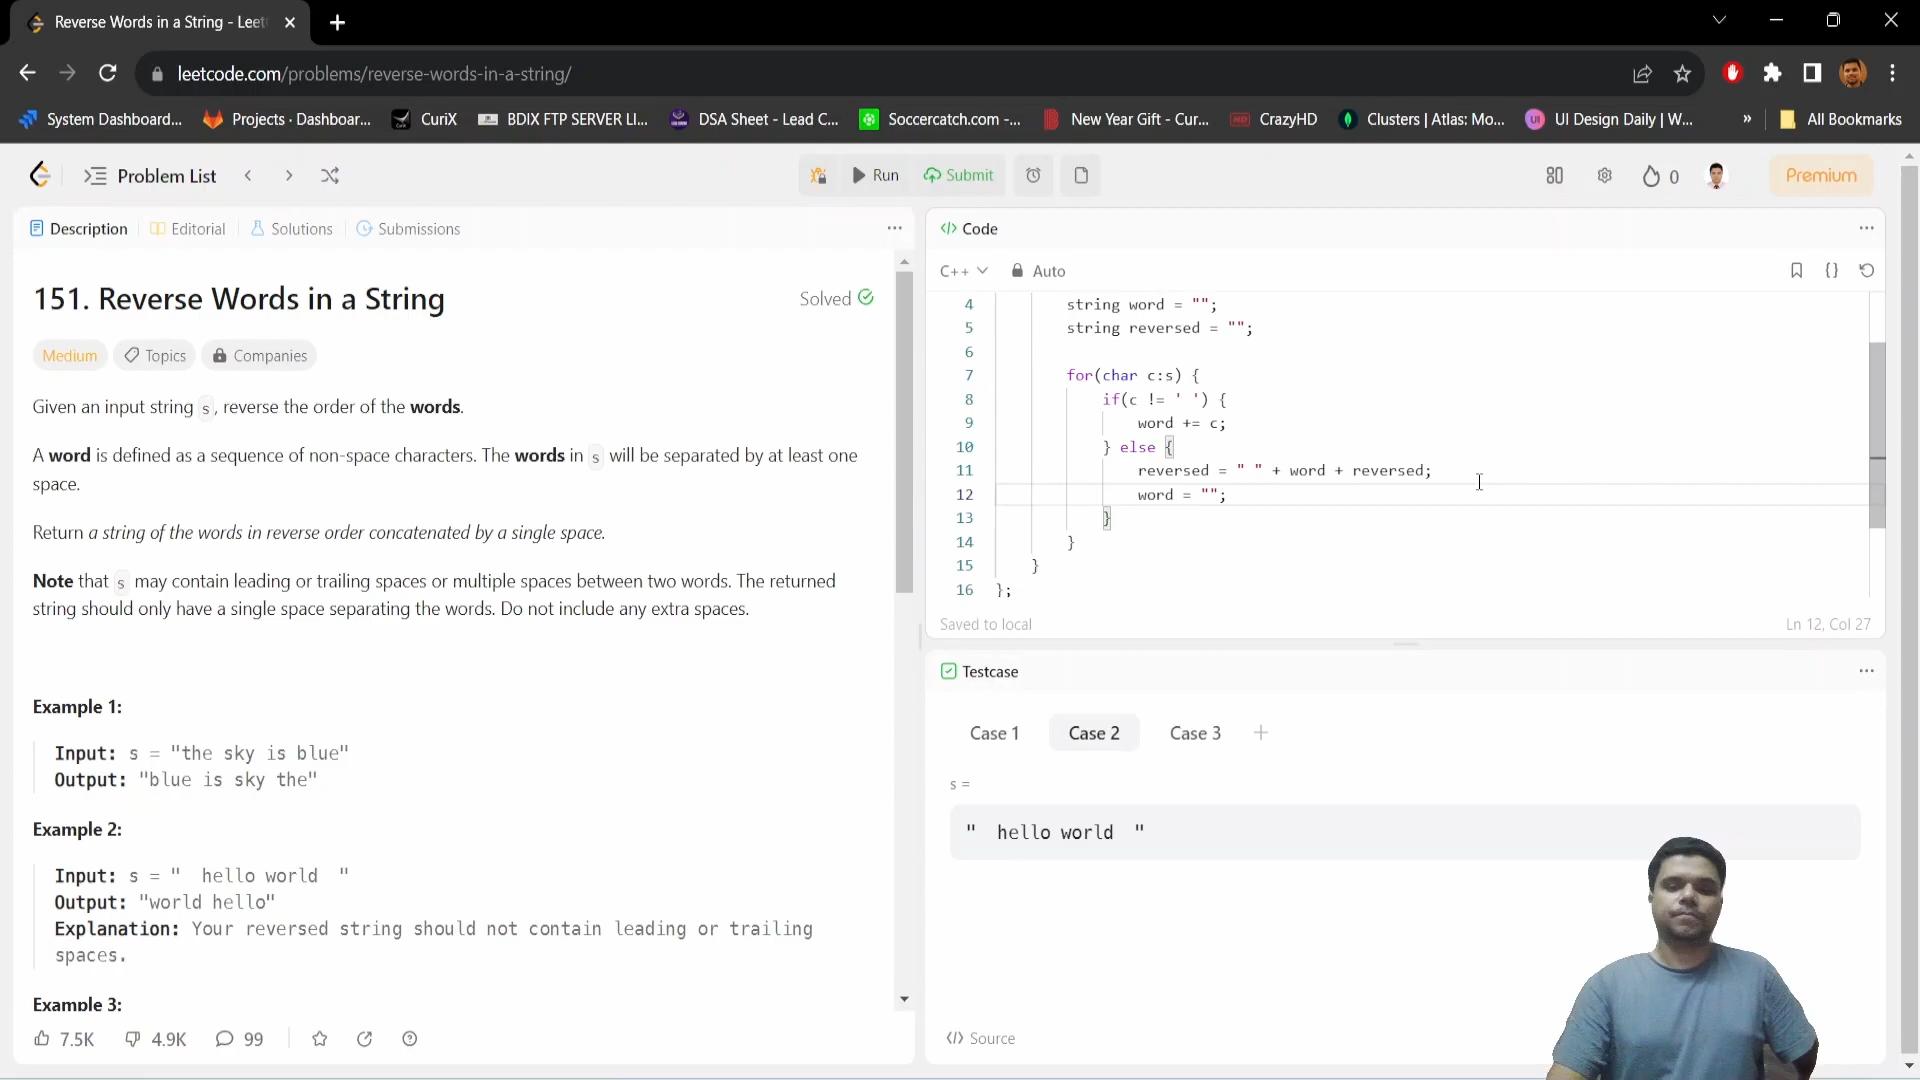 Reverse Words in a String - Leet
leetcode.com/problems/reverse-words-in-a-string/
System Dashboard...
Projects · Dashboar...
CuriX
BDIX FTP SERVER LI...
DSA Sheet - Lead C...
Soccercatch.com -...
New Year Gift - Cur...
CrazyHD
Clusters | Atlas: Mo...
UI Design Daily | W...
»
All Bookmarks
Problem List
Run
Submit
0
Premium
Description
Editorial
Solutions
Submissions
151. Reverse Words in a String
Solved
Medium
Topics
Companies
Given an input string s, reverse the order of the words.
A word is defined as a sequence of non-space characters. The words in s will be separated by at least one
space.
Return a string of the words in reverse order concatenated by a single space.
Note that s may contain leading or trailing spaces or multiple spaces between two words. The returned
string should only have a single space separating the words. Do not include any extra spaces.
Example 1:
Input: s = "the sky is blue"
Output: "blue is sky the"
Example 2:
Input: s = "  hello world  "
Output: "world hello"
Explanation: Your reversed string should not contain leading or trailing
spaces.
Example 3:
7.5K
4.9K
99
</> Code
C++
Auto
4 string word = "";
5 string reversed = "";
6
7 for(char c:s) {
8 if(c != ' ') {
9 word += c;
10 } else {
11 reversed = " " + word + reversed;
12 word = "";
13 }
14 }
15 }
16 };
Saved to local
Ln 12, Col 27
Testcase
Case 1
Case 2
Case 3
+
s =
"  hello world  "
</> Source